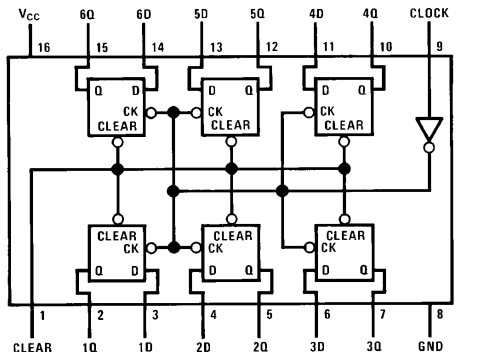 VCC 6Q 6D 5D 5Q 4D 4Q CLOCK
16 15 14 13 12 11 10 9
Q D D Q D Q
CK CK CK
CLEAR CLEAR CLEAR
CLEAR CLEAR CLEAR
CK CK CK
Q D D Q D Q
1 2 3 4 5 6 7 8
CLEAR 1Q 1D 2D 2Q 3D 3Q GND